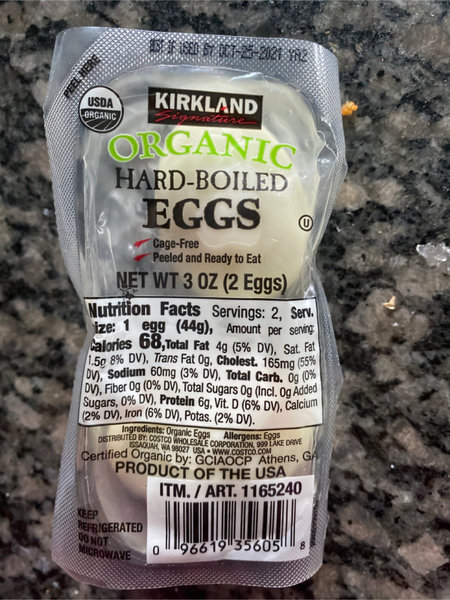 BEST IF USED BY OCT-25-2021 YA2
PEEL HERE
USDA
ORGANIC
KIRKLAND
Signature
ORGANIC
HARD-BOILED
EGGS
U
Cage-Free
Peeled and Ready to Eat
NET WT 3 OZ (2 Eggs)
Nutrition Facts Servings: 2, Serv.
size: 1 egg (44g), Amount per serving:
Calories 68, Total Fat 4g (5% DV), Sat. Fat
1.5g 8% DV), Trans Fat 0g, Cholest. 165mg (55%
DV), Sodium 60mg (3% DV), Total Carb. 0g (0%
DV), Fiber 0g (0% DV), Total Sugars 0g (Incl. 0g Added
Sugars, 0% DV), Protein 6g, Vit. D (6% DV), Calcium
(2% DV), Iron (6% DV), Potas. (2% DV).
Ingredients: Organic Eggs Allergens: Eggs
DISTRIBUTED BY: COSTCO WHOLESALE CORPORATION, 999 LAKE DRIVE
ISSAQUAH, WA 98027 USA • WWW.COSTCO.COM
Certified Organic by: GCIAOCP Athens, GA
PRODUCT OF THE USA
ITM. / ART. 1165240
KEEP
REFRIGERATED
DO NOT
MICROWAVE
0 96619 35605 8